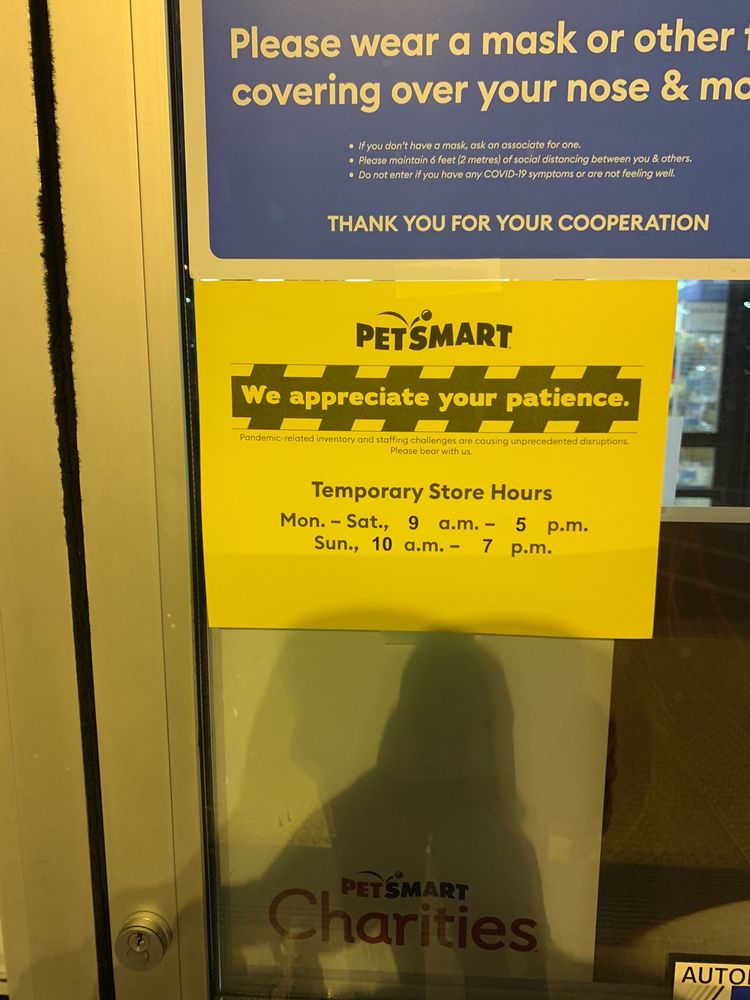 Please wear a mask or other
covering over your nose &
• If you don't have a mask, ask an associate for one.
• Please maintain 6 feet (2 metres) of social distancing between you & others.
• Do not enter if you have any COVID-19 symptoms or are not feeling well.
THANK YOU FOR YOUR COOPERATION
PETSMART
We appreciate your patience.
Pandemic-related inventory and staffing challenges are causing unprecedented disruptions.
Please bear with us.
Temporary Store Hours
Mon. – Sat., 9 a.m. – 5 p.m.
Sun., 10 a.m. – 7 p.m.
PETSMART
Charities